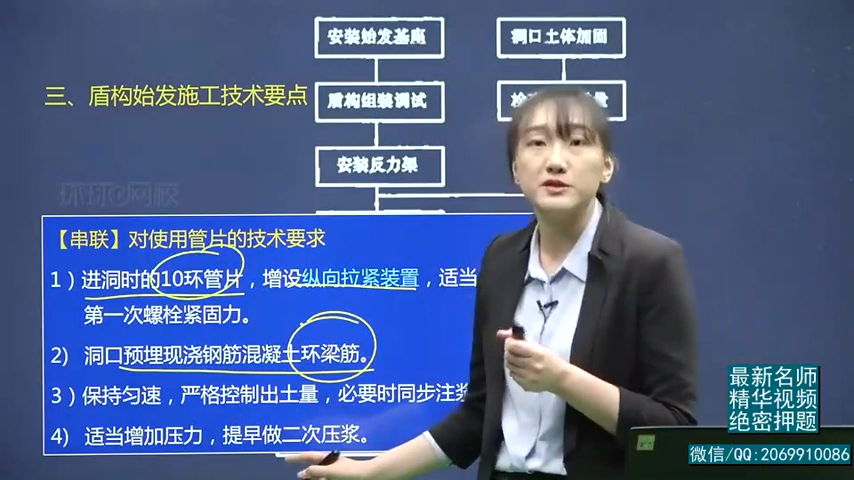 安装始发基座
洞口土体加固
三、盾构始发施工技术要点
盾构组装调试
安装反力架
环球网校
【串联】对使用管片的技术要求
1）进洞时的10环管片，增设纵向拉紧装置，适当
第一次螺栓紧固力。
2) 洞口预埋现浇钢筋混凝土环梁筋。
3）保持匀速，严格控制出土量，必要时同步注浆
4) 适当增加压力，提早做二次压浆。
最新名师
精华视频
绝密押题
微信/QQ:2069910086